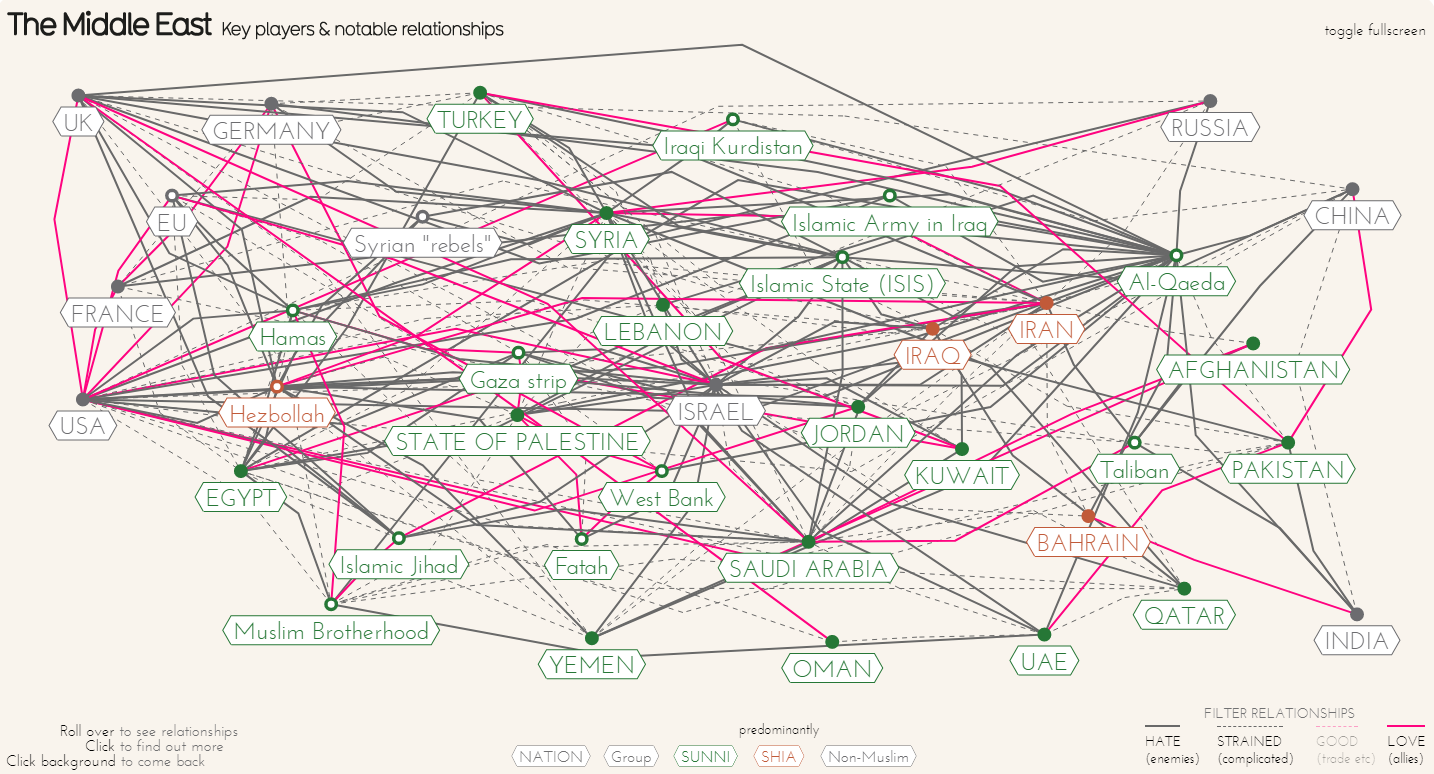 The Middle East Key players & notable relationships
toggle fullscreen
UK
GERMANY
TURKEY
Iraqi Kurdistan
RUSSIA
EU
Syrian "rebels"
SYRIA
Islamic Army in Iraq
CHINA
Islamic State (ISIS)
Al-Qaeda
FRANCE
Hamas
LEBANON
IRAN
IRAQ
AFGHANISTAN
Gaza strip
USA
Hezbollah
ISRAEL
STATE OF PALESTINE
JORDAN
KUWAIT
Taliban
PAKISTAN
EGYPT
West Bank
BAHRAIN
Islamic Jihad
Fatah
SAUDI ARABIA
QATAR
Muslim Brotherhood
INDIA
YEMEN
OMAN
UAE
Roll over to see relationships
Click to find out more
Click background to come back
predominantly
NATION
Group
SUNNI
SHIA
Non-Muslim
FILTER RELATIONSHIPS
HATE
(enemies)
STRAINED
(complicated)
GOOD
(trade etc)
LOVE
(allies)